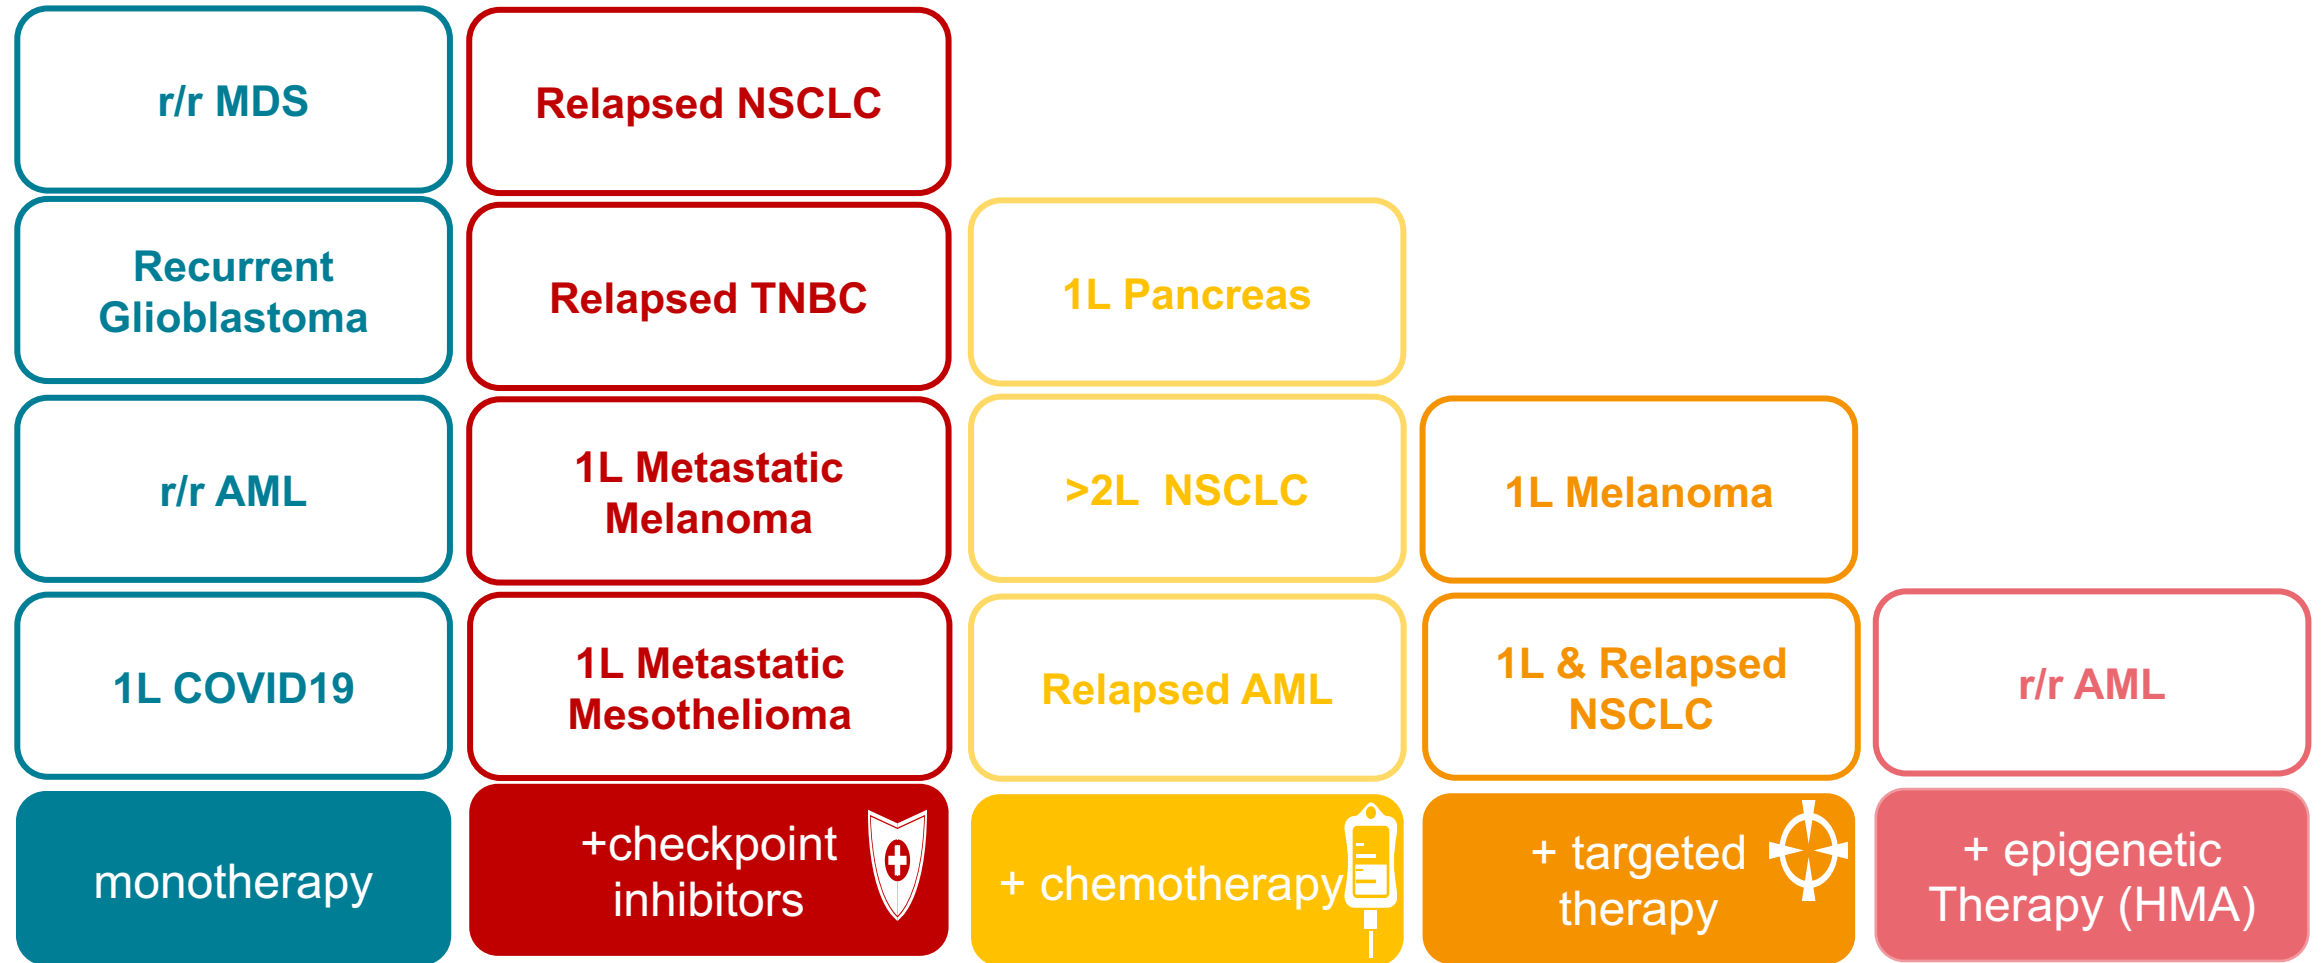 r/r MDS
Relapsed NSCLC
Recurrent
Glioblastoma
Relapsed TNBC
1L Pancreas
r/r AML
1L Metastatic
Melanoma
>2L  NSCLC
1L Melanoma
1L COVID19
1L Metastatic
Mesothelioma
Relapsed AML
1L & Relapsed
NSCLC
r/r AML
monotherapy
+checkpoint
inhibitors
+ chemotherapy
+ targeted
therapy
+ epigenetic
Therapy (HMA)